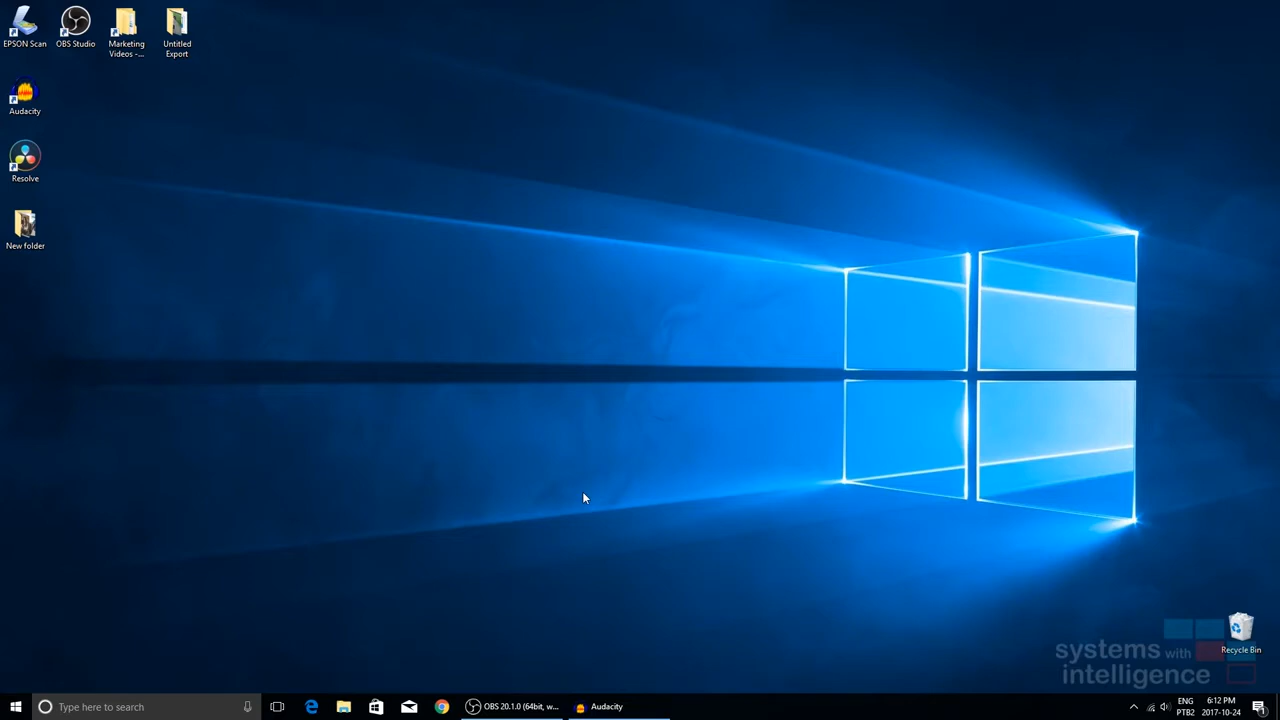 EPSON Scan
OBS Studio
Marketing
Videos -...
Untitled
Export
Audacity
Resolve
New folder
systems with
intelligence
Recycle Bin
Type here to search
OBS 20.1.0 (64bit, w...
Audacity
ENG
PTB2
6:12 PM
2017-10-24
1